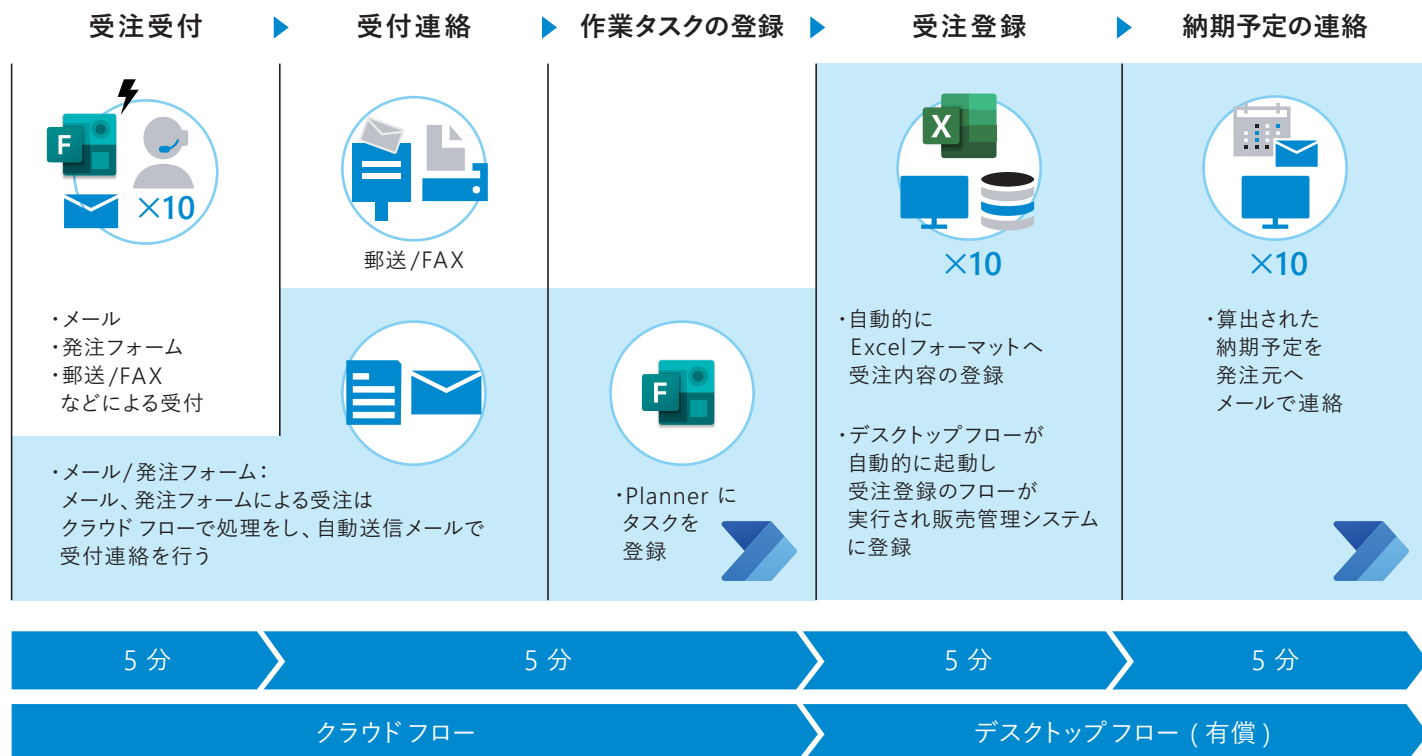 受注受付
受付連絡
作業タスクの登録
受注登録
納期予定の連絡
F
×10
・メール
・発注フォーム
・郵送/FAX
などによる受付
郵送/FAX
・メール/発注フォーム:
メール、発注フォームによる受注は
クラウド フローで処理をし、自動送信メールで
受付連絡を行う
F
・Planner に
タスクを
登録
X
×10
・自動的に
Excelフォーマットへ
受注内容の登録
・デスクトップフローが
自動的に起動し
受注登録のフローが
実行され販売管理システム
に登録
×10
・算出された
納期予定を
発注元へ
メールで連絡
5 分
5 分
5 分
5 分
クラウド フロー
デスクトップ フロー ( 有償 )